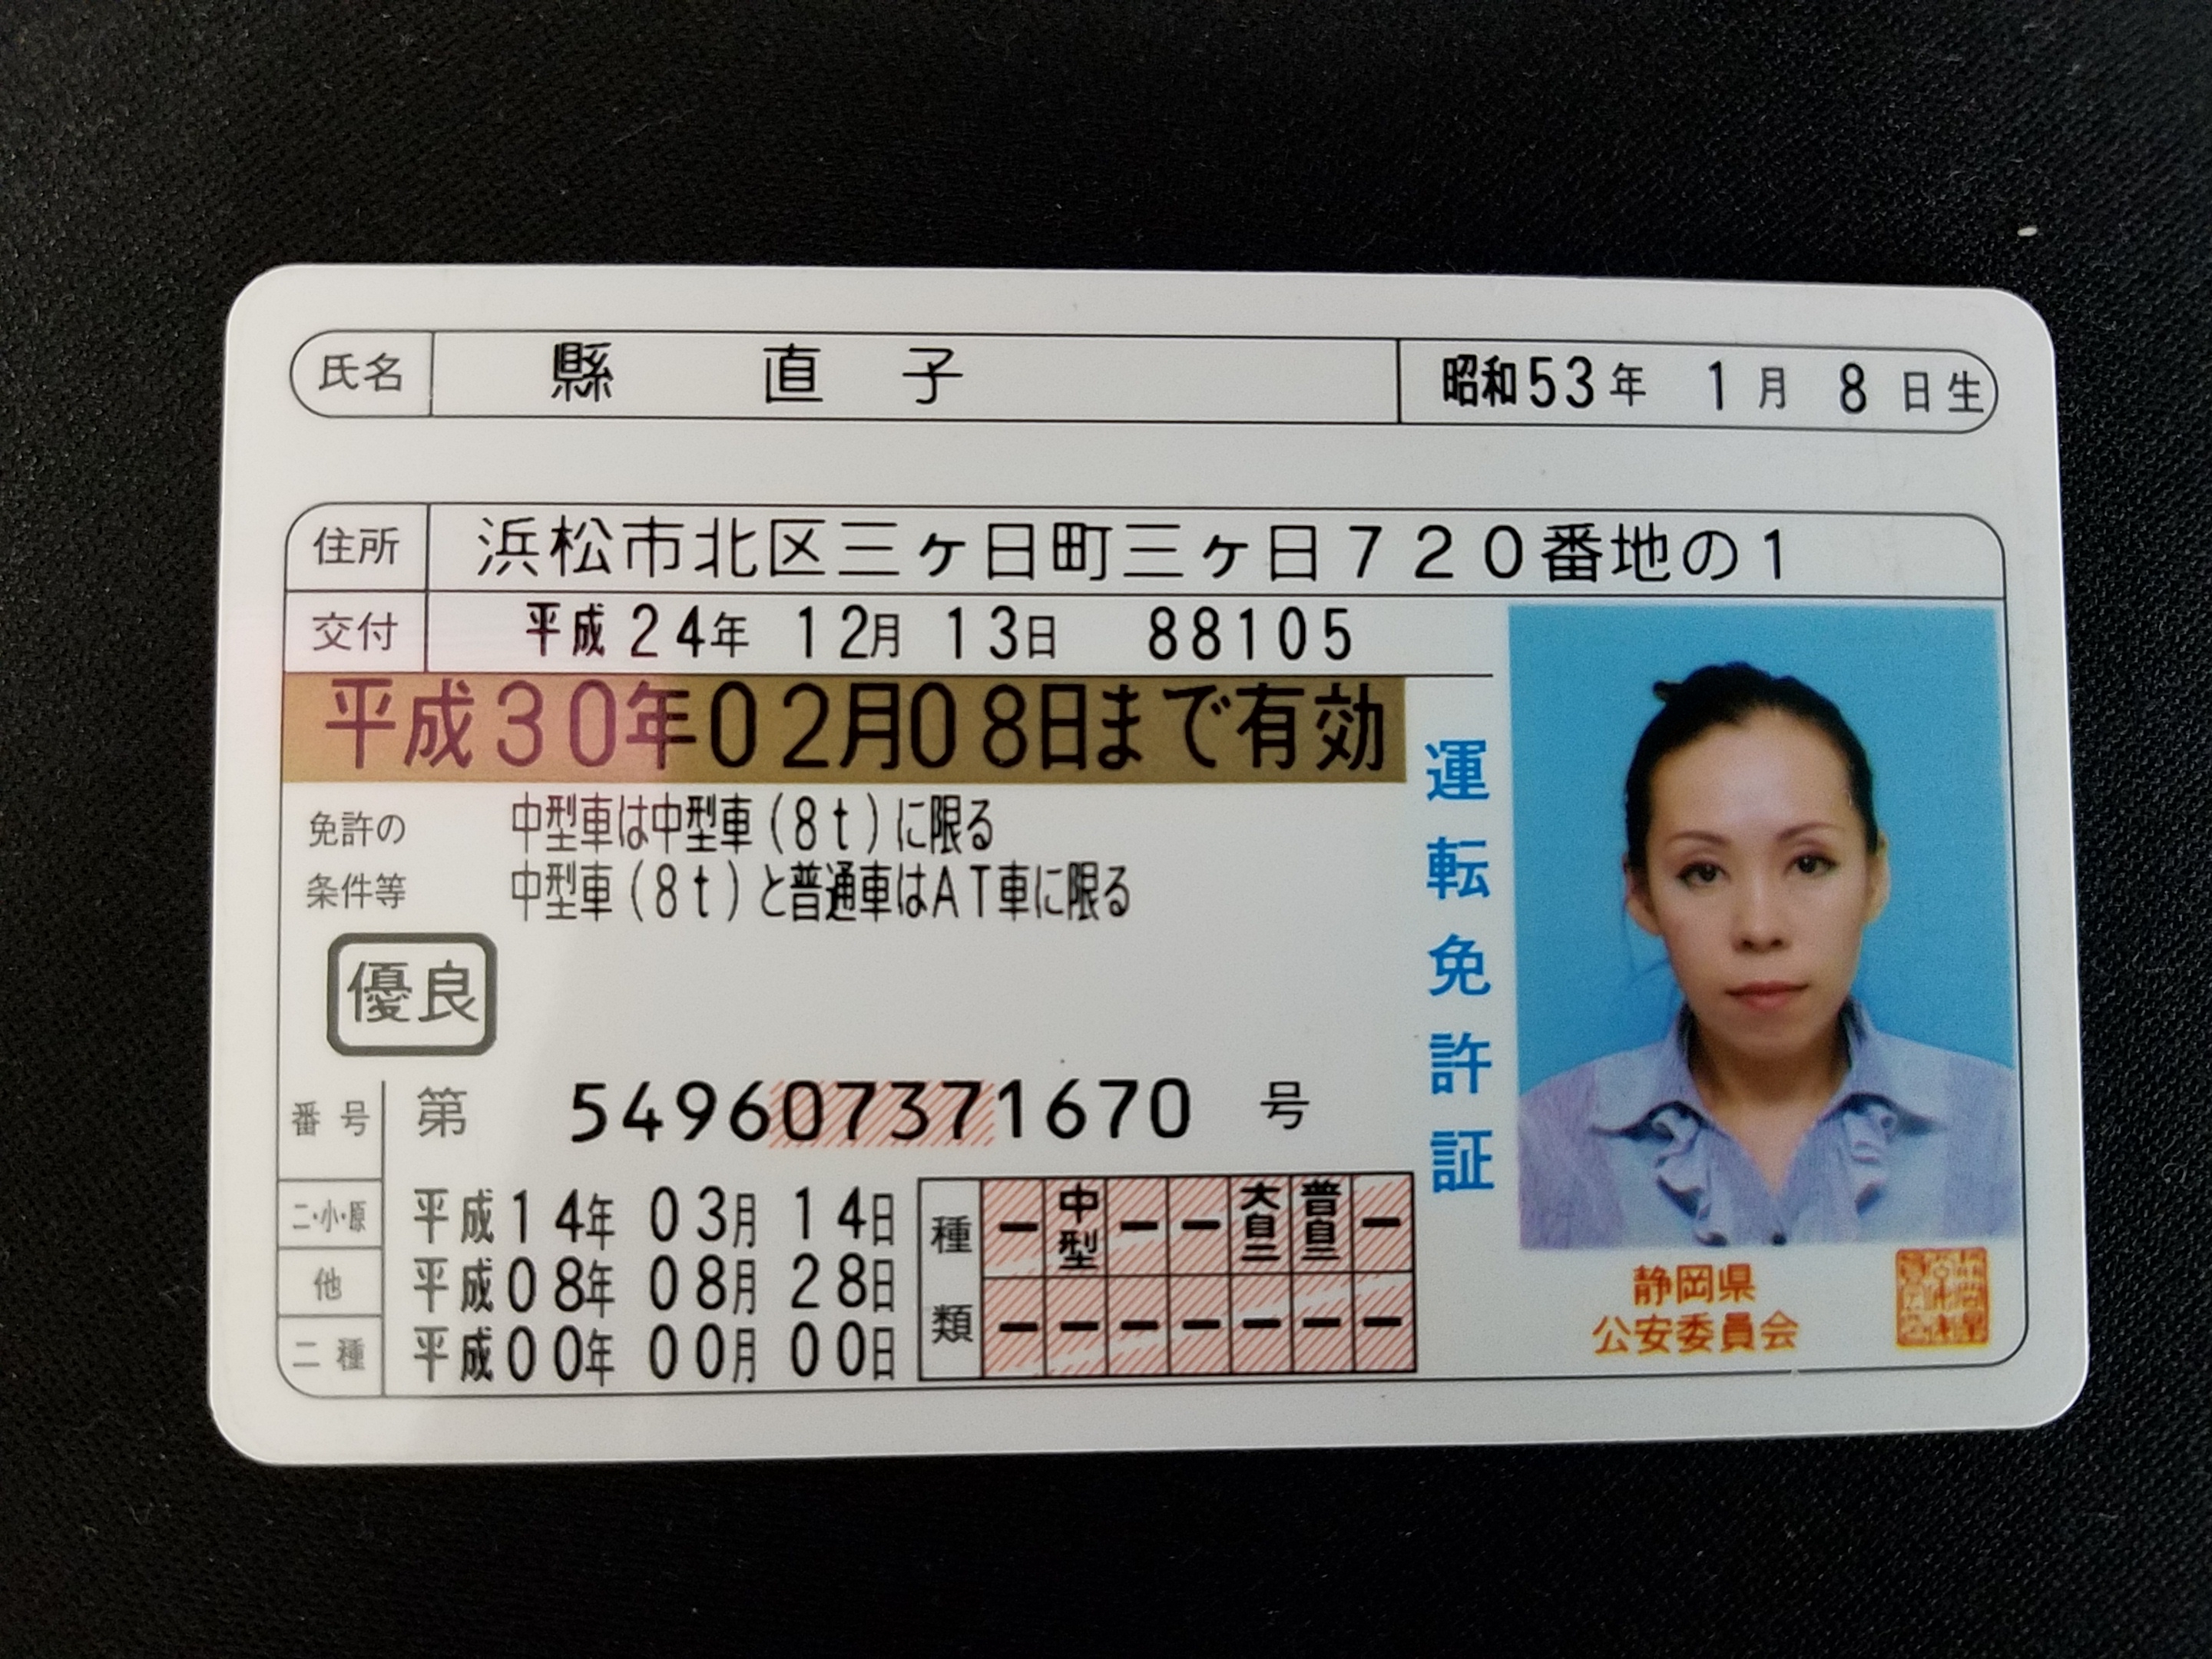 氏名 縣 直子 昭和53年 1月 8日生
住所 浜松市北区三ヶ日町三ヶ日720番地の1
交付 平成24年 12月 13日 88105
平成30年02月08日まで有効
免許の 中型車は中型車(8t)に限る
条件等 中型車(8t)と普通車はAT車に限る
優良
番号 第 549607371670 号
二・小・原 平成14年 03月 14日
他 平成08年 08月 28日
二種 平成00年 00月 00日
種類 ー 中型 ー ー 大自二 普自二 ー
ー ー ー ー ー ー ー
運転免許証
静岡県
公安委員会